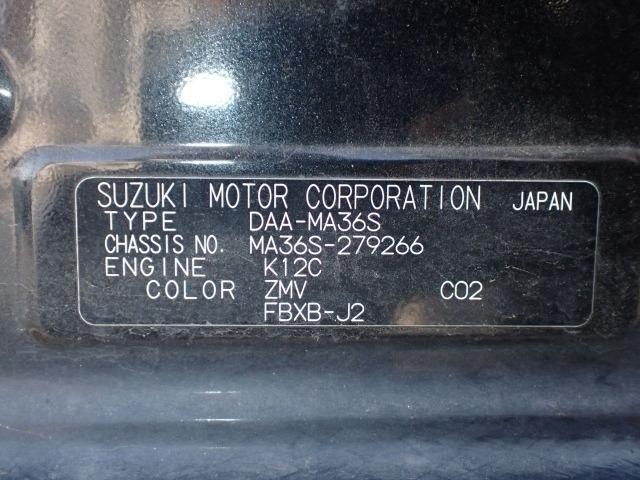 SUZUKI MOTOR CORPORATION JAPAN
TYPE DAA-MA36S
CHASSIS NO. MA36S-279266
ENGINE K12C
COLOR ZMV C02
FBXB-J2